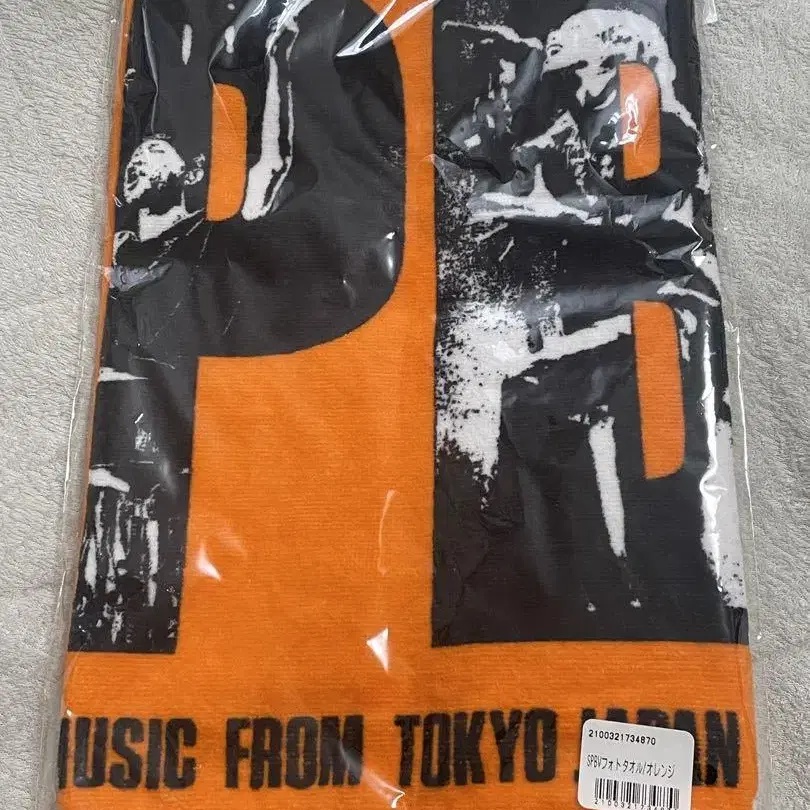 PB
MUSIC FROM TOKYO JAPAN
2100321734870
SPBVフォトタオル/オレンジ